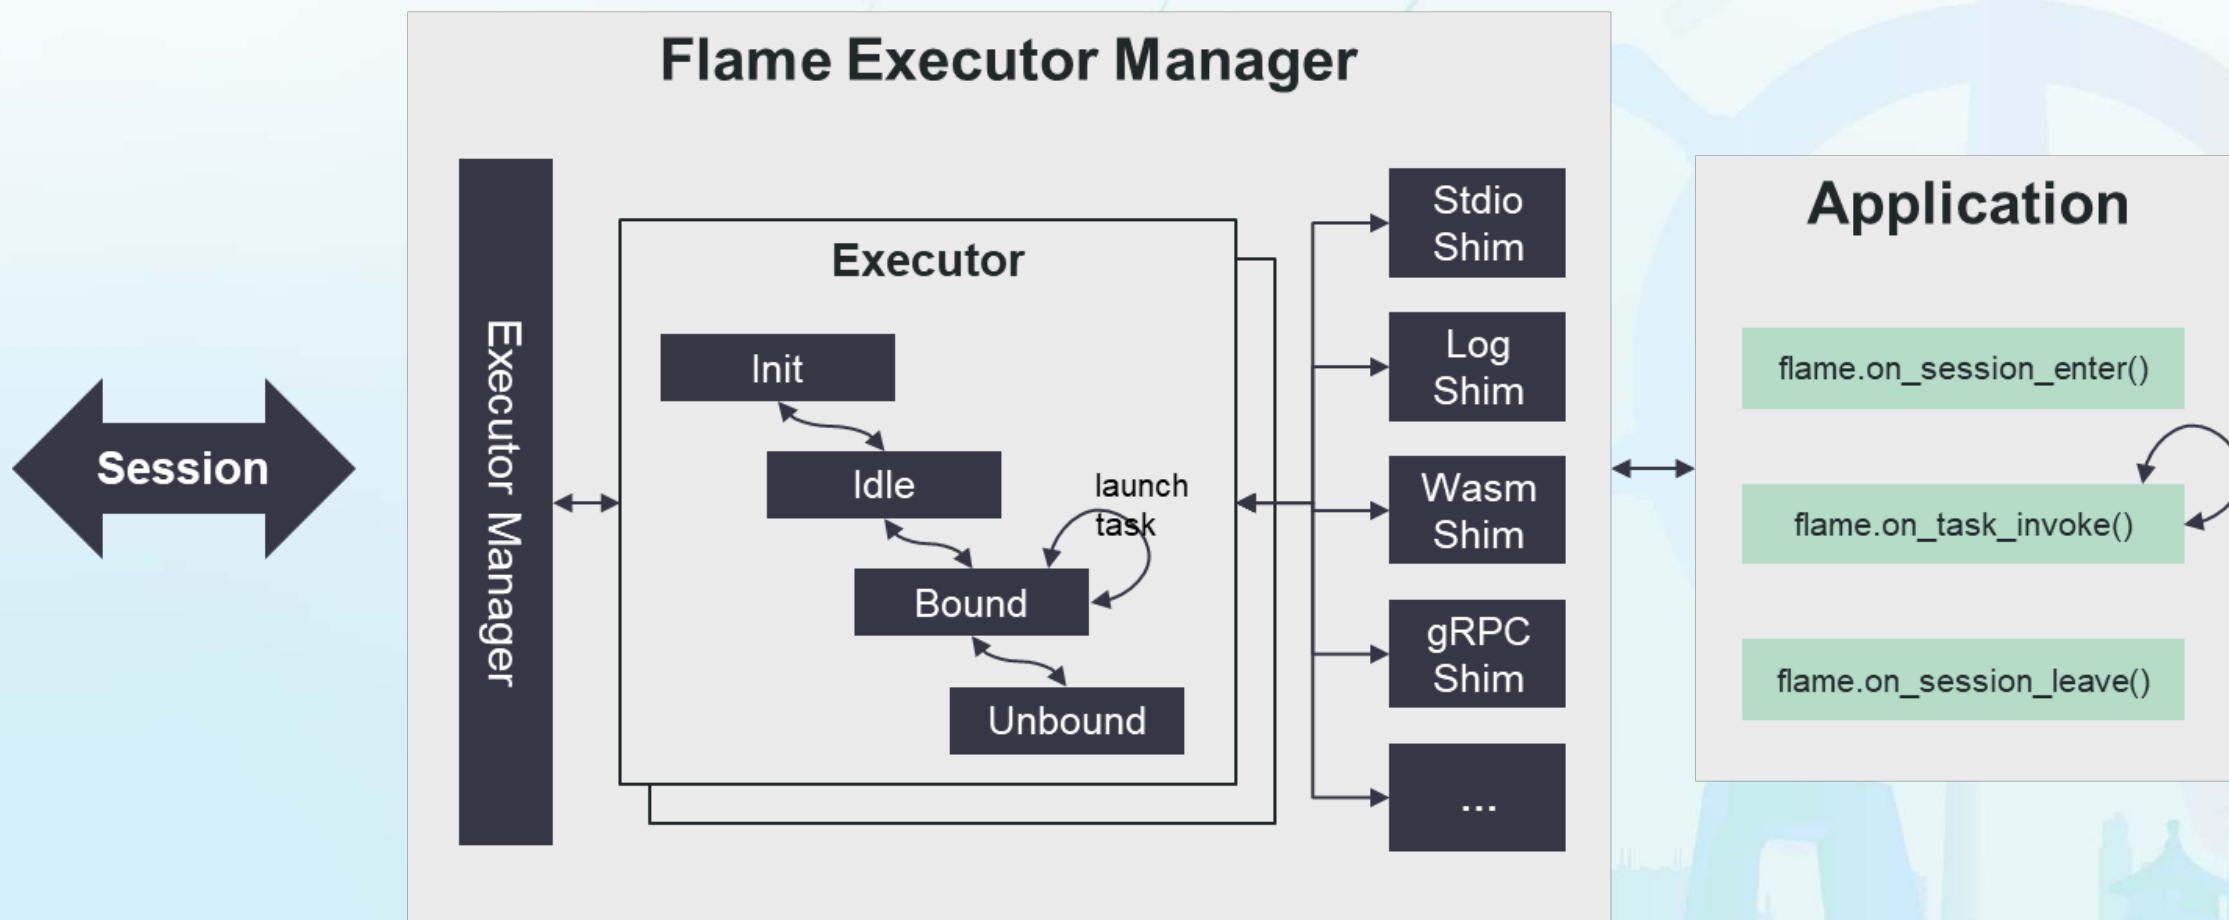 Flame Executor Manager
Session
Executor Manager
Executor
Init
Idle
launch
task
Bound
Unbound
Stdio
Shim
Log
Shim
Wasm
Shim
gRPC
Shim
...
Application
flame.on_session_enter()
flame.on_task_invoke()
flame.on_session_leave()